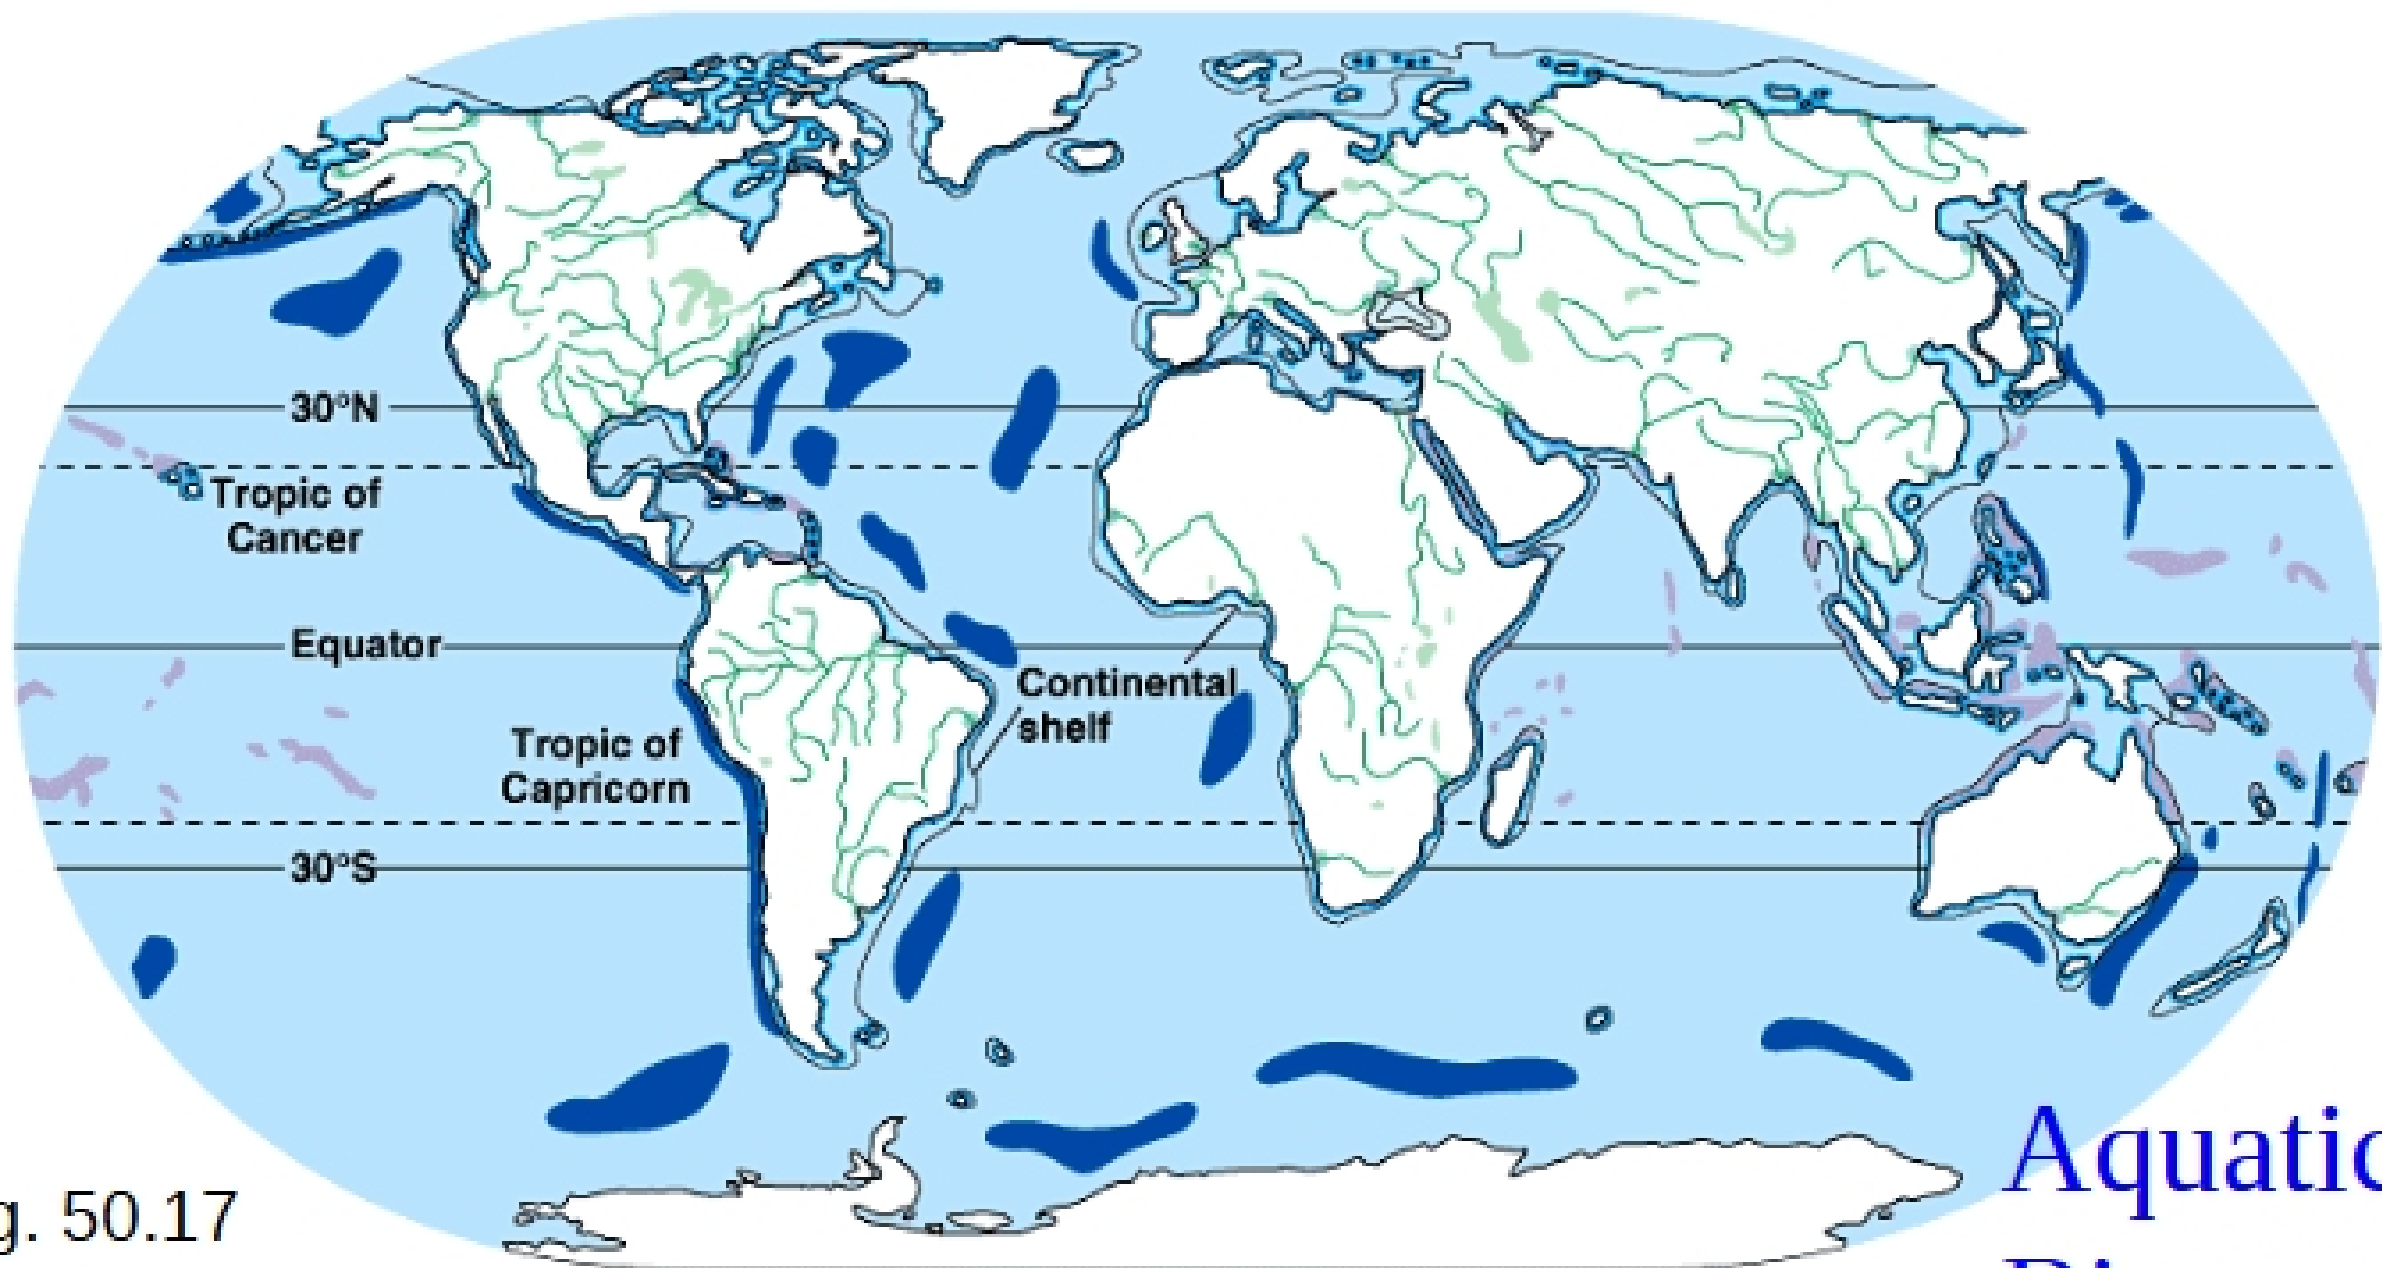 30°N
Tropic of
Cancer
Equator
Continental
shelf
Tropic of
Capricorn
30°S
g. 50.17
Aquatic